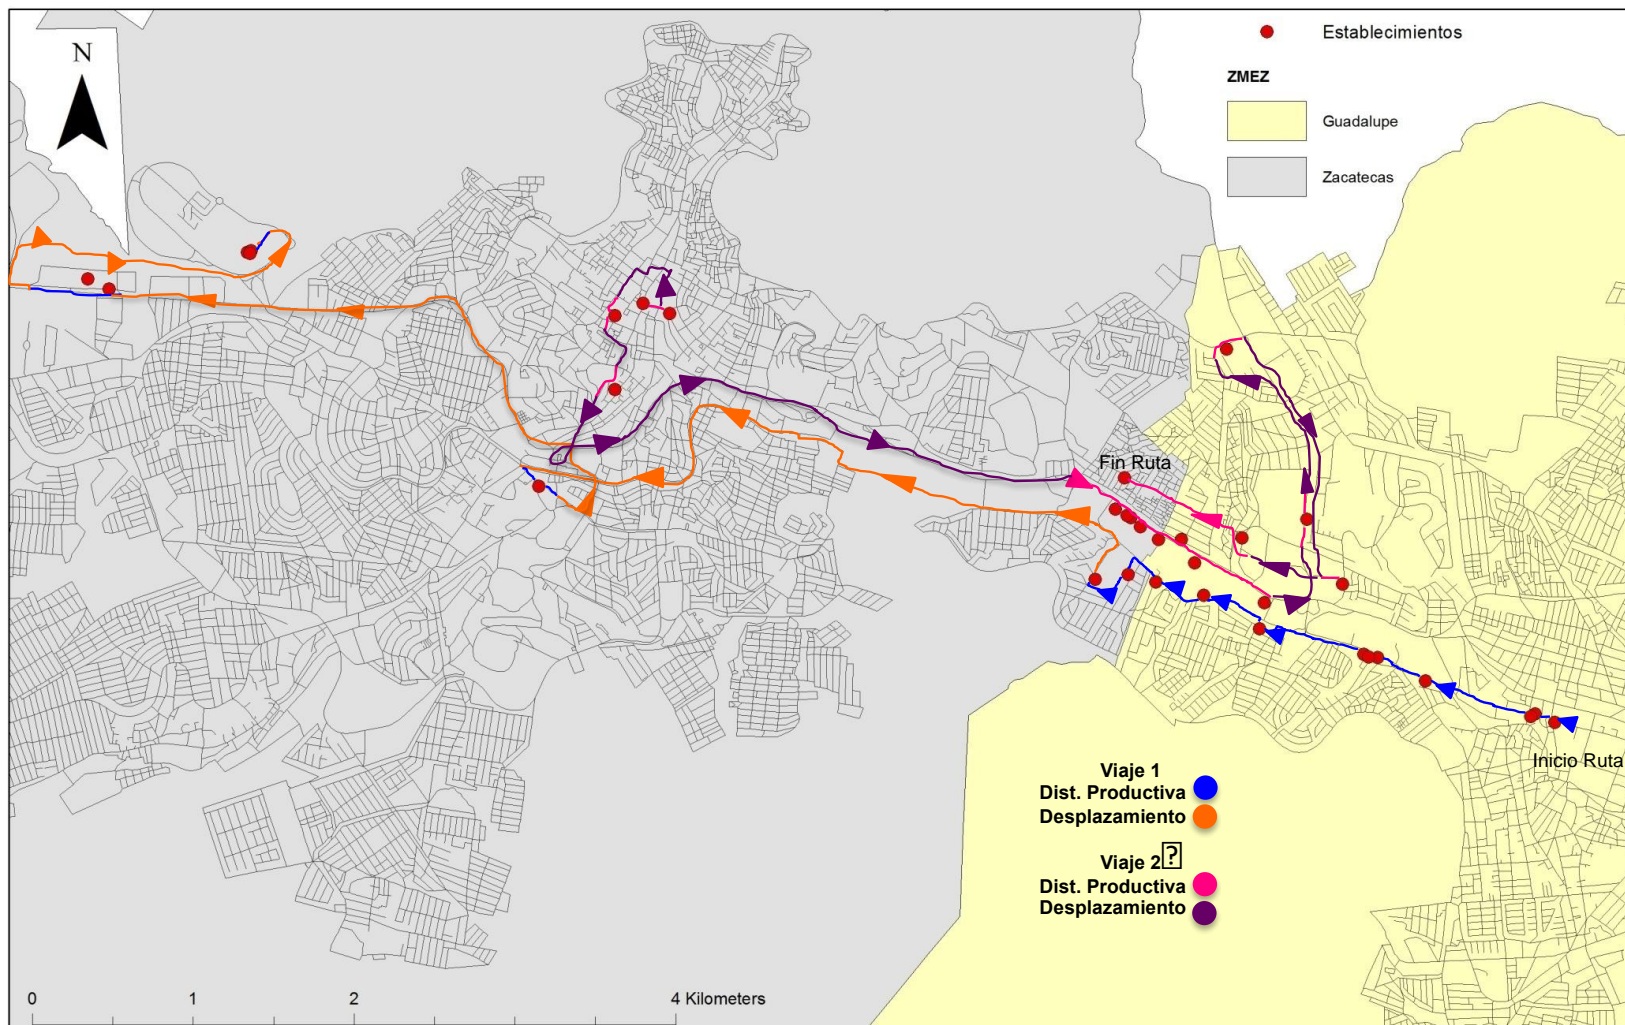 N
Establecimientos
ZMEZ
Guadalupe
Zacatecas
Fin Ruta
Inicio Ruta
Viaje 1
Dist. Productiva
Desplazamiento
Viaje 2?
Dist. Productiva
Desplazamiento
0 1 2 4 Kilometers